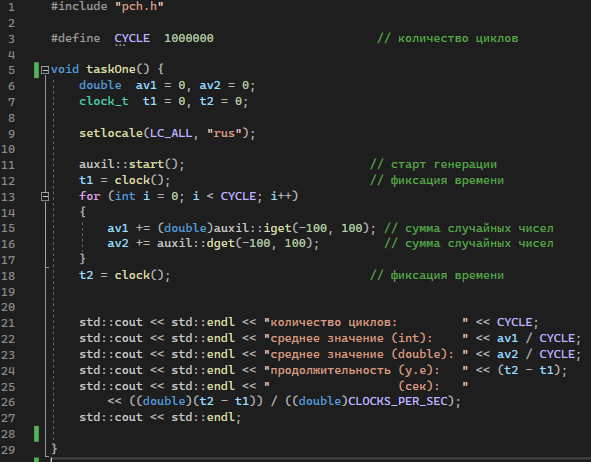 1 #include "pch.h"
2
3 #define CYCLE 1000000 // количество циклов
4
5 void taskOne() {
6 double av1 = 0, av2 = 0;
7 clock_t t1 = 0, t2 = 0;
8
9 setlocale(LC_ALL, "rus");
10
11 auxil::start(); // старт генерации
12 t1 = clock(); // фиксация времени
13 for (int i = 0; i < CYCLE; i++)
14 {
15 av1 += (double)auxil::iget(-100, 100); // сумма случайных чисел
16 av2 += auxil::dget(-100, 100); // сумма случайных чисел
17 }
18 t2 = clock(); // фиксация времени
19
20
21 std::cout << std::endl << "количество циклов: " << CYCLE;
22 std::cout << std::endl << "среднее значение (int): " << av1 / CYCLE;
23 std::cout << std::endl << "среднее значение (double): " << av2 / CYCLE;
24 std::cout << std::endl << "продолжительность (у.е): " << (t2 - t1);
25 std::cout << std::endl << " (сек): "
26 << ((double)(t2 - t1)) / ((double)CLOCKS_PER_SEC);
27 std::cout << std::endl;
28
29 }